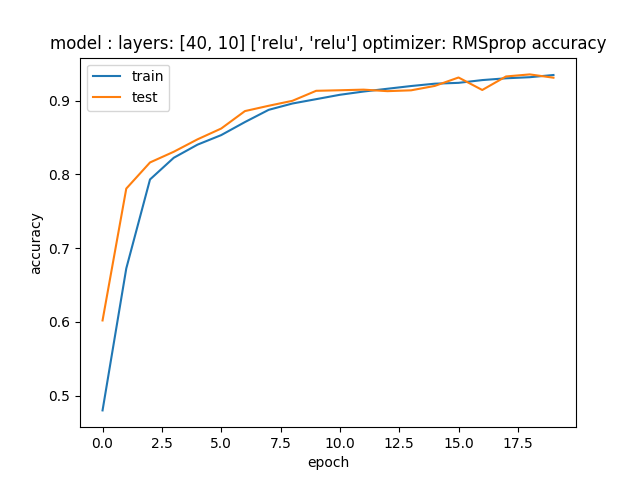 model : layers: [40, 10] ['relu', 'relu'] optimizer: RMSprop accuracy
train
test
0.9
0.8
0.7
0.6
0.5
accuracy
0.0 2.5 5.0 7.5 10.0 12.5 15.0 17.5
epoch